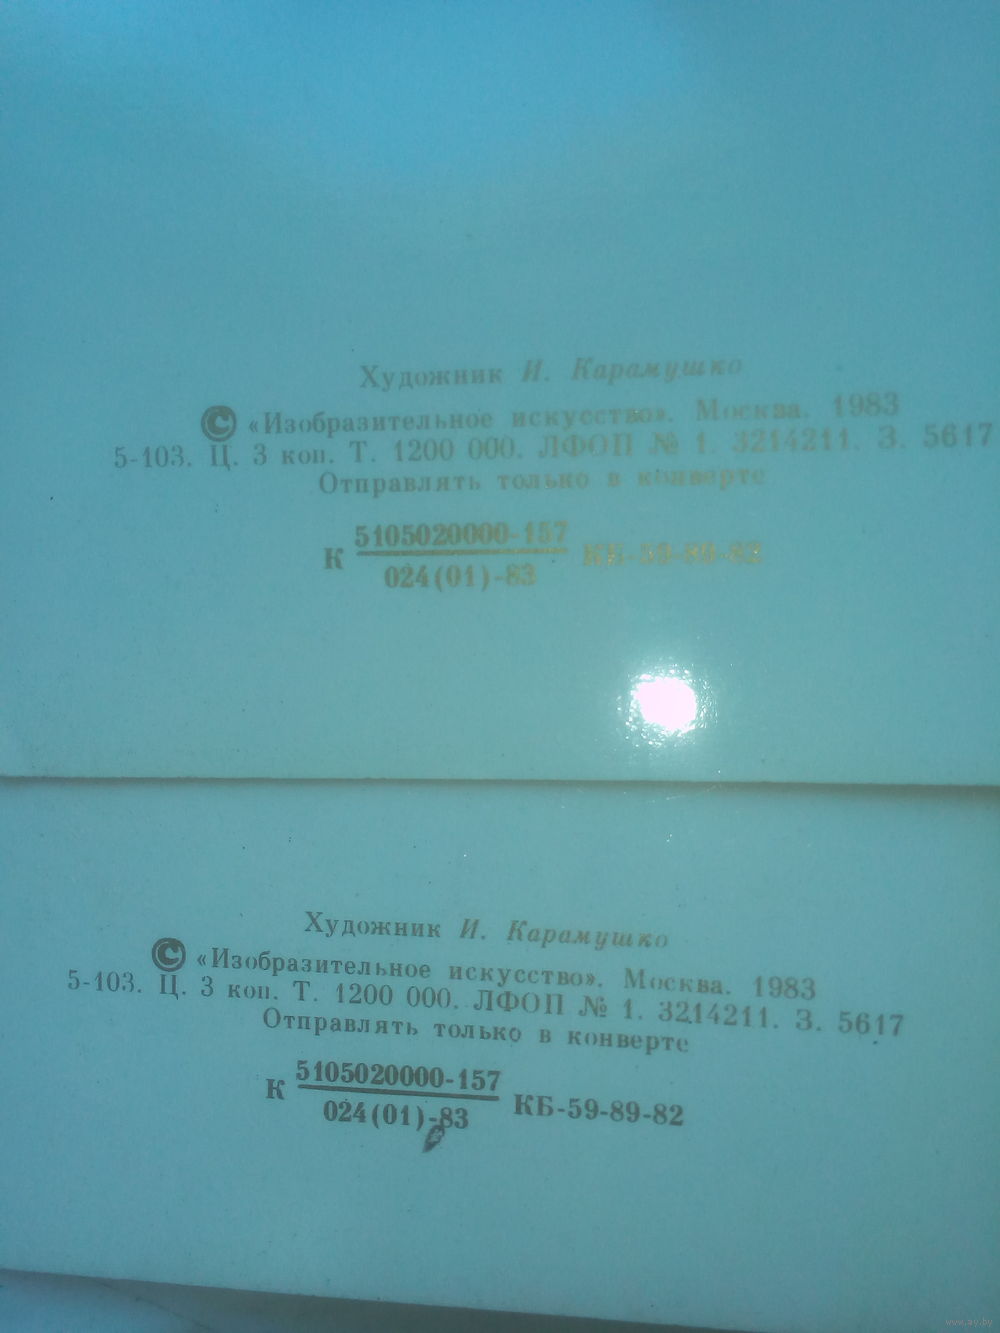 Художник И. Карамушко
© «Изобразительное искусство». Москва. 1983
5-103. Ц. 3 коп. Т. 1200 000. ЛФОП № 1. 3214211. З. 5617
Отправлять только в конверте
К 5105020000-157
024(01)-83 КБ-59-89-82
Художник И. Карамушко
© «Изобразительное искусство». Москва. 1983
5-103. Ц. 3 коп. Т. 1200 000. ЛФОП № 1. 3214211. З. 5617
Отправлять только в конверте
К 5105020000-157
024(01)-83 КБ-59-89-82
www.ay.by